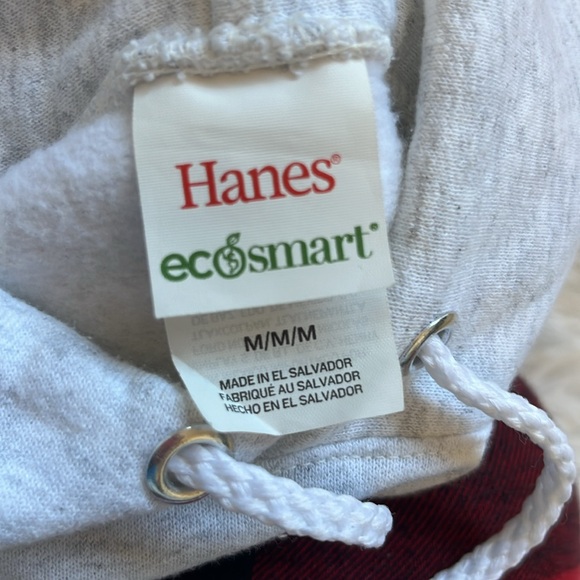 Hanes®
ecosmart®
M/M/M
MADE IN EL SALVADOR
FABRIQUÉ AU SALVADOR
HECHO EN EL SALVADOR